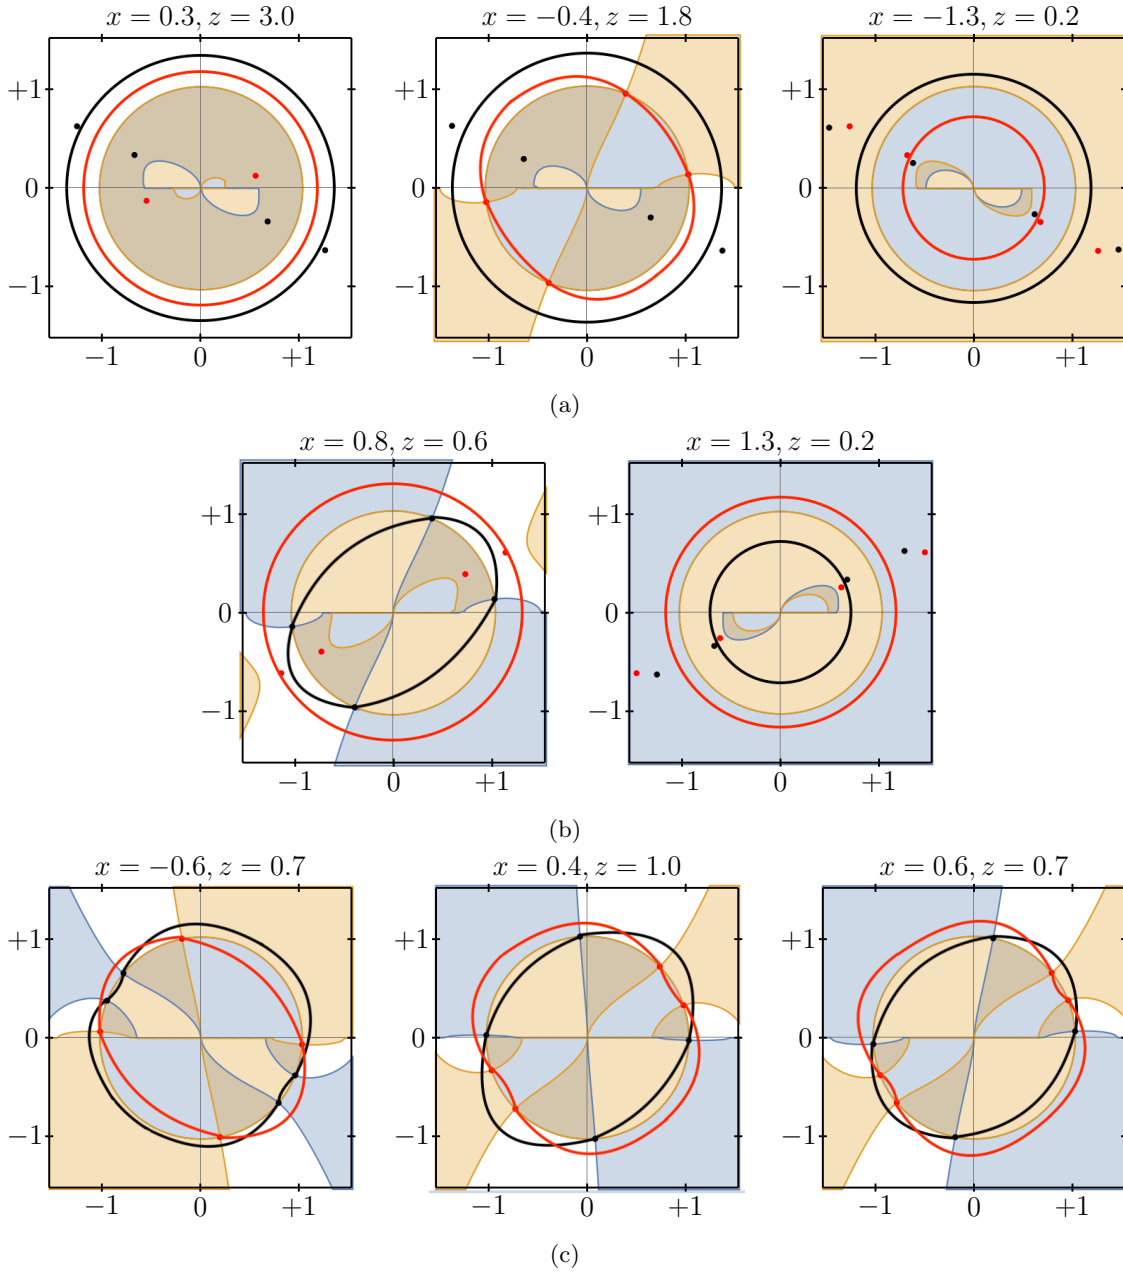 x = 0.3, z = 3.0 x = −0.4, z = 1.8 x = −1.3, z = 0.2
+1 +1 +1
0 0 0
−1 −1 −1
−1 0 +1 −1 0 +1 −1 0 +1
(a)
x = 0.8, z = 0.6 x = 1.3, z = 0.2
+1 +1
0 0
−1 −1
−1 0 +1 −1 0 +1
(b)
x = −0.6, z = 0.7 x = 0.4, z = 1.0 x = 0.6, z = 0.7
+1 +1 +1
0 0 0
−1 −1 −1
−1 0 +1 −1 0 +1 −1 0 +1
(c)